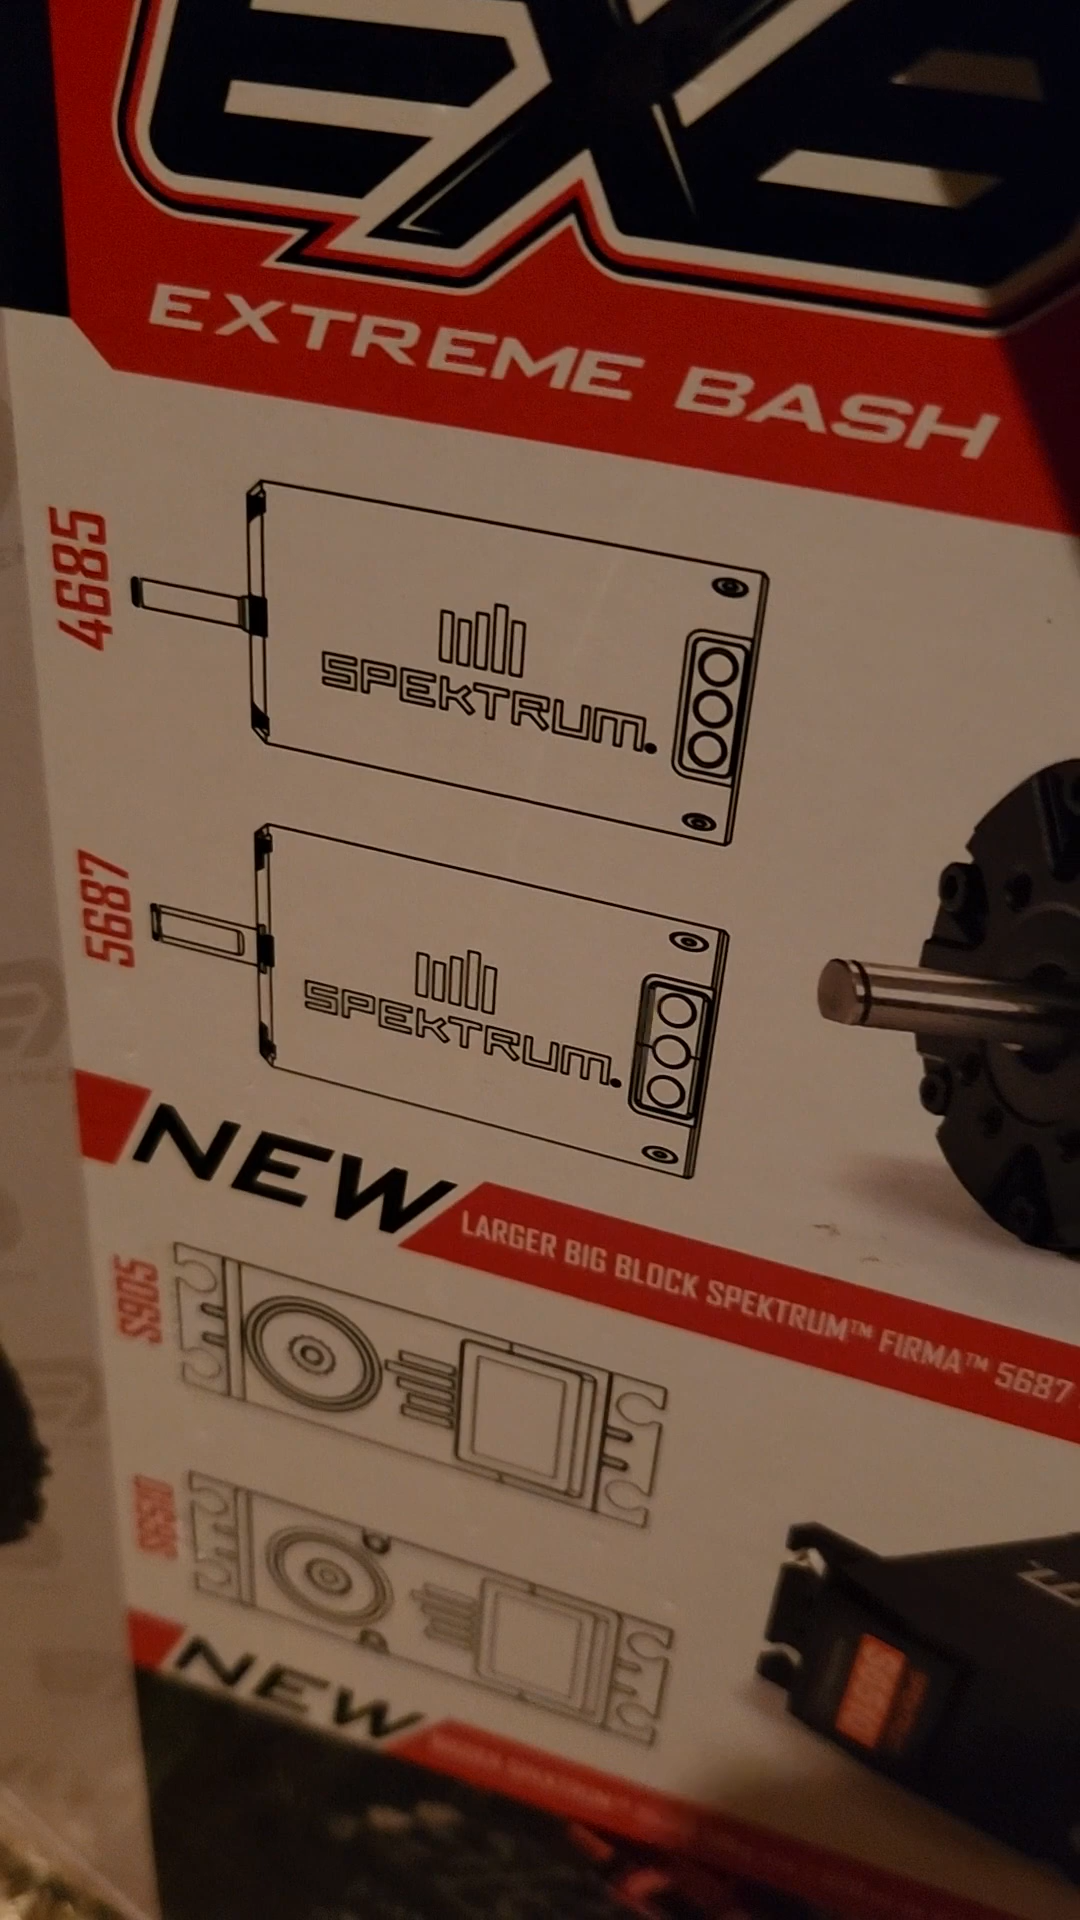 EXB
EXTREME BASH
4685
SPEKTRUM.
5687
SPEKTRUM.
NEW
LARGER BIG BLOCK SPEKTRUM™ FIRMA™ 5687
S905
NEW